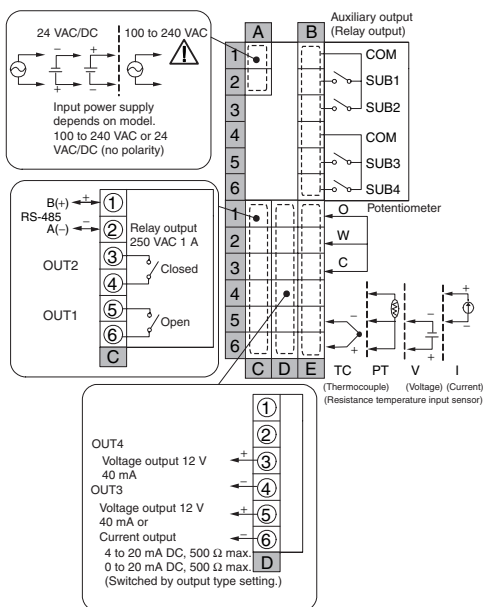 24 VAC/DC
100 to 240 VAC
− +
+ −
Input power supply
depends on model.
100 to 240 VAC or 24
VAC/DC (no polarity)
A
B
Auxiliary output
(Relay output)
1
2
3
4
5
6
COM
SUB1
SUB2
COM
SUB3
SUB4
1
2
3
4
5
6
C D E
O
Potentiometer
W
C
− +
− +
+ −
TC PT V I
(Thermocouple) (Voltage) (Current)
(Resistance temperature input sensor)
B(+) + 1
RS-485
A(−) − 2
Relay output
250 VAC 1 A
OUT2
3
4
Closed
OUT1
5
6
Open
C
1
2
OUT4
Voltage output 12 V
40 mA
+ 3
− 4
OUT3
Voltage output 12 V
40 mA or
+ 5
Current output
− 6
4 to 20 mA DC, 500 Ω max.
0 to 20 mA DC, 500 Ω max.
(Switched by output type setting.)
D